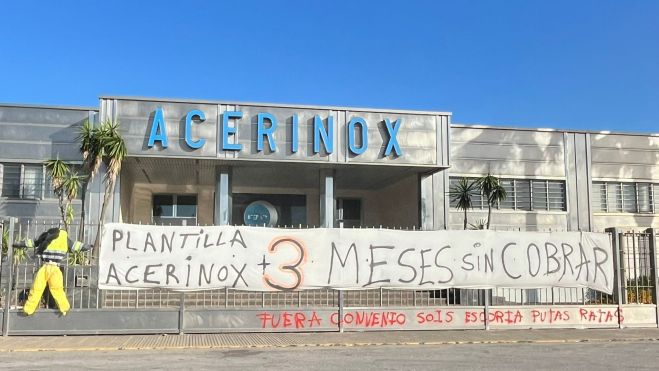 ACERINOX
PLANTILLA
ACERINOX +3 MESES SIN COBRAR
FUERA CONVENIO SOIS ESCORIA PUTAS RATAS